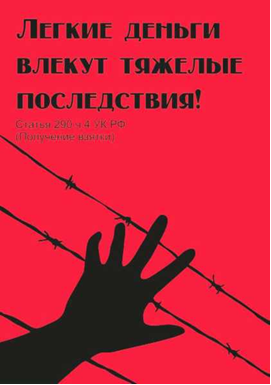 Легкие деньги
влекут тяжелые
последствия!
Статья 290 ч.4 УК РФ
(Получение взятки)